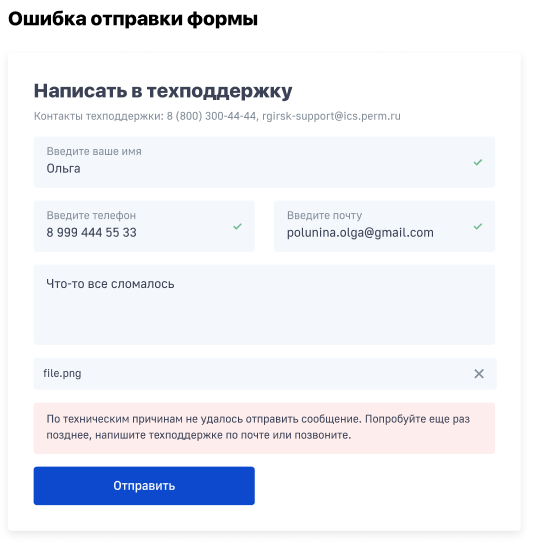 Ошибка отправки формы
Написать в техподдержку
Контакты техподдержки: 8 (800) 300-44-44, rgirsk-support@ics.perm.ru
Введите ваше имя
Ольга
Введите телефон
8 999 444 55 33
Введите почту
polunina.olga@gmail.com
Что-то все сломалось
file.png
По техническим причинам не удалось отправить сообщение. Попробуйте еще раз
позднее, напишите техподдержке по почте или позвоните.
Отправить